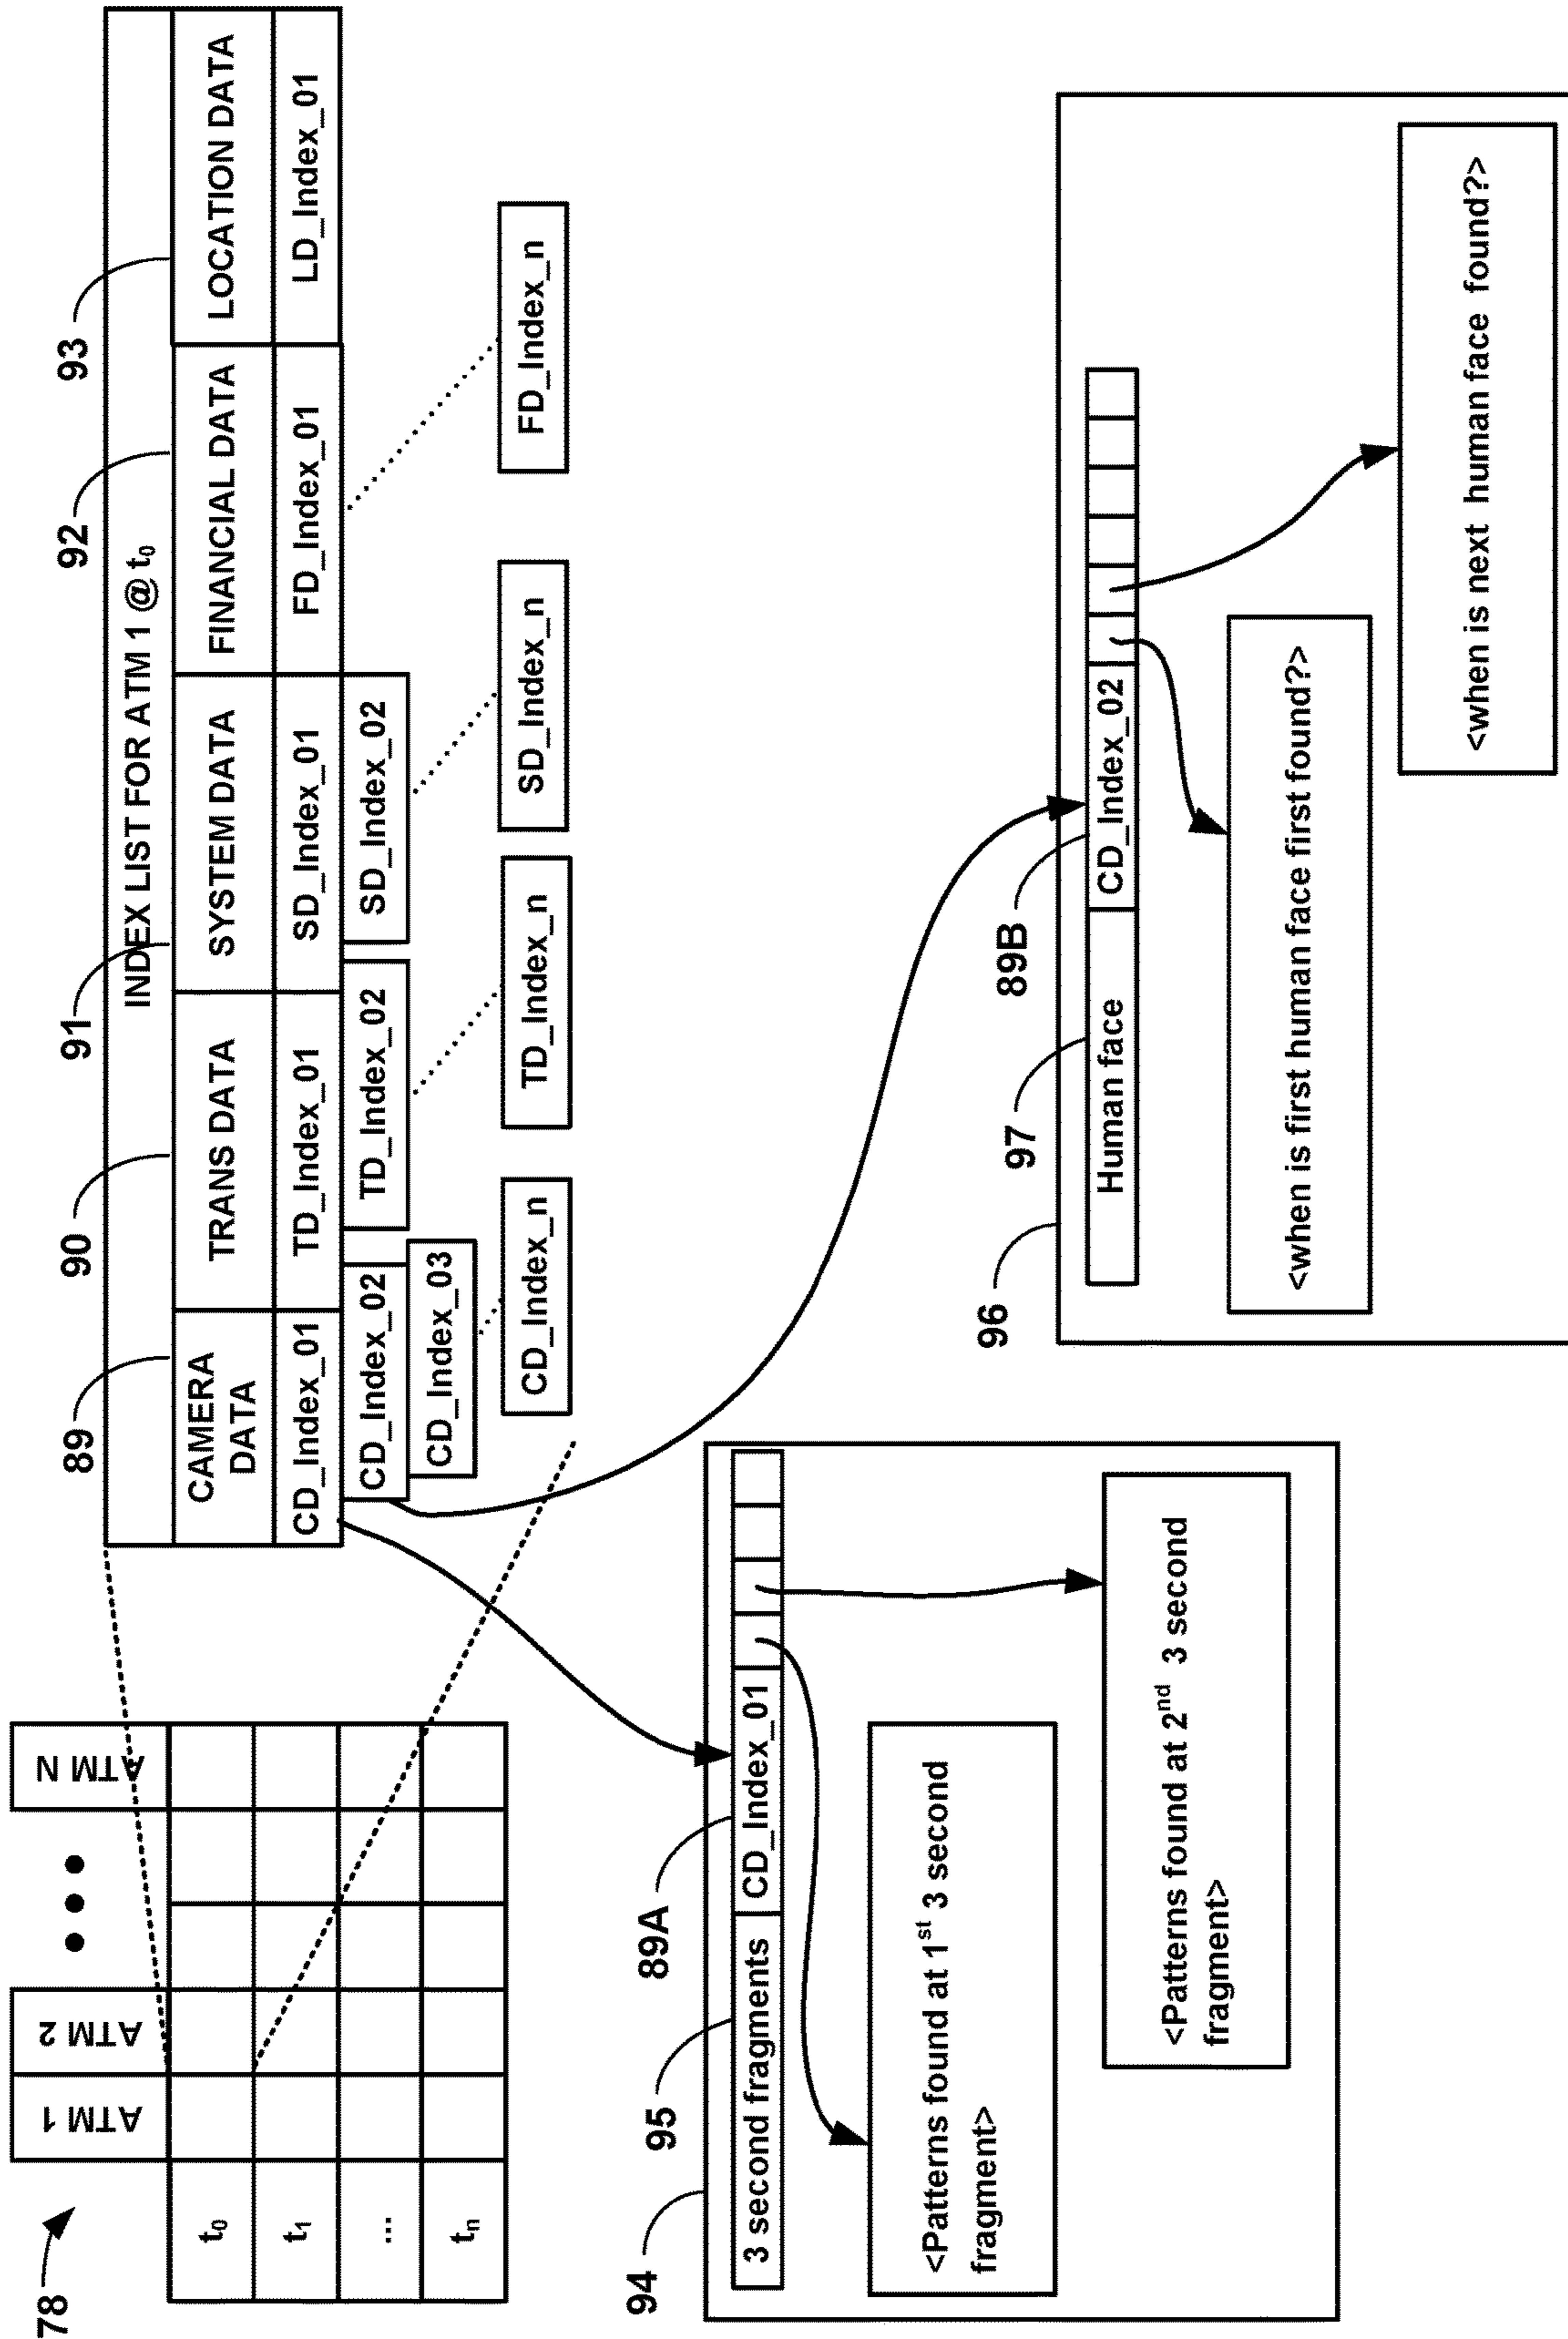 78
ATM 1
ATM 2
ATM N
t0
t1
...
tn
INDEX LIST FOR ATM 1 @ t0
89
90
91
92
93
CAMERA
DATA
TRANS DATA
SYSTEM DATA
FINANCIAL DATA
LOCATION DATA
CD_Index_01
TD_Index_01
SD_Index_01
FD_Index_01
LD_Index_01
CD_Index_02
TD_Index_02
SD_Index_02
CD_Index_03
CD_Index_n
TD_Index_n
SD_Index_n
FD_Index_n
94
95
89A
3 second fragments
CD_Index_01
<Patterns found at 1st 3 second
fragment>
<Patterns found at 2nd 3 second
fragment>
96
97
89B
Human face
CD_Index_02
<when is first human face first found?>
<when is next human face found?>